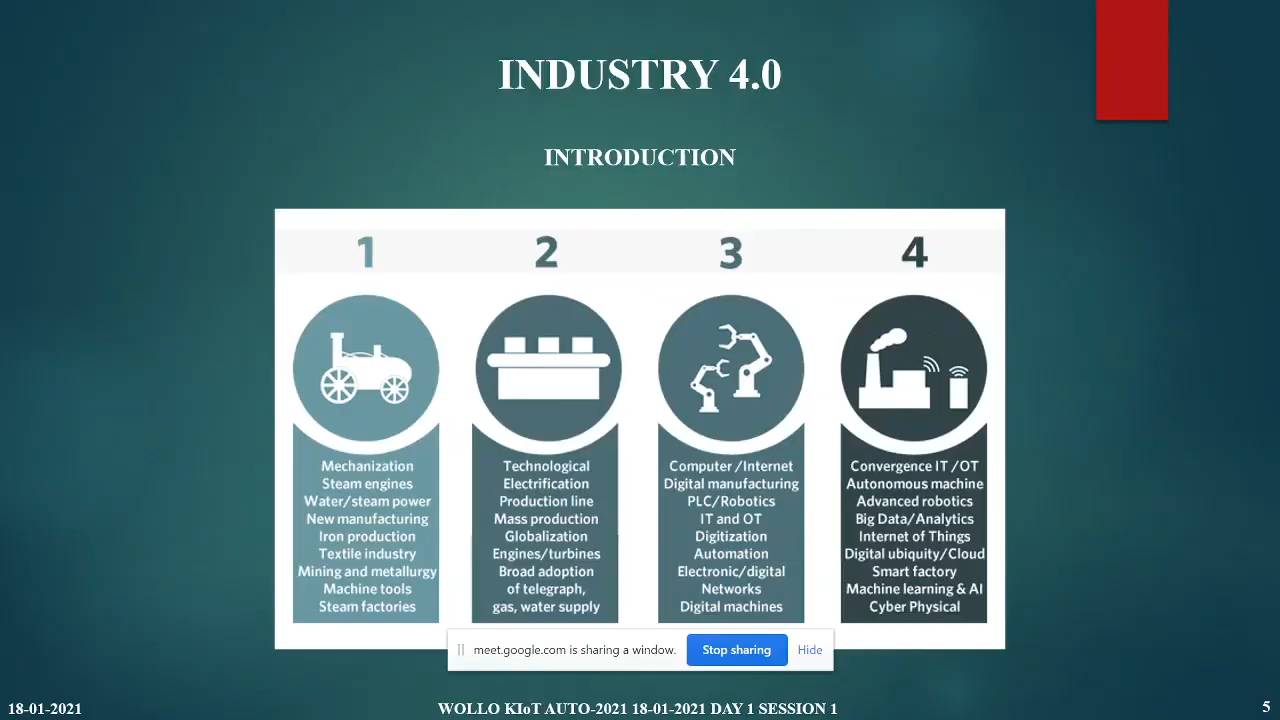 INDUSTRY 4.0
INTRODUCTION
1
Mechanization
Steam engines
Water/steam power
New manufacturing
Iron production
Textile industry
Mining and metallurgy
Machine tools
Steam factories
2
Technological
Electrification
Production line
Mass production
Globalization
Engines/turbines
Broad adoption
of telegraph,
gas, water supply
3
Computer /Internet
Digital manufacturing
PLC/Robotics
IT and OT
Digitization
Automation
Electronic/digital
Networks
Digital machines
4
Convergence IT /OT
Autonomous machine
Advanced robotics
Big Data/Analytics
Internet of Things
Digital ubiquity/Cloud
Smart factory
Machine learning & AI
Cyber Physical
meet.google.com is sharing a window. Stop sharing Hide
18-01-2021 WOLLO KIoT AUTO-2021 18-01-2021 DAY 1 SESSION 1 5